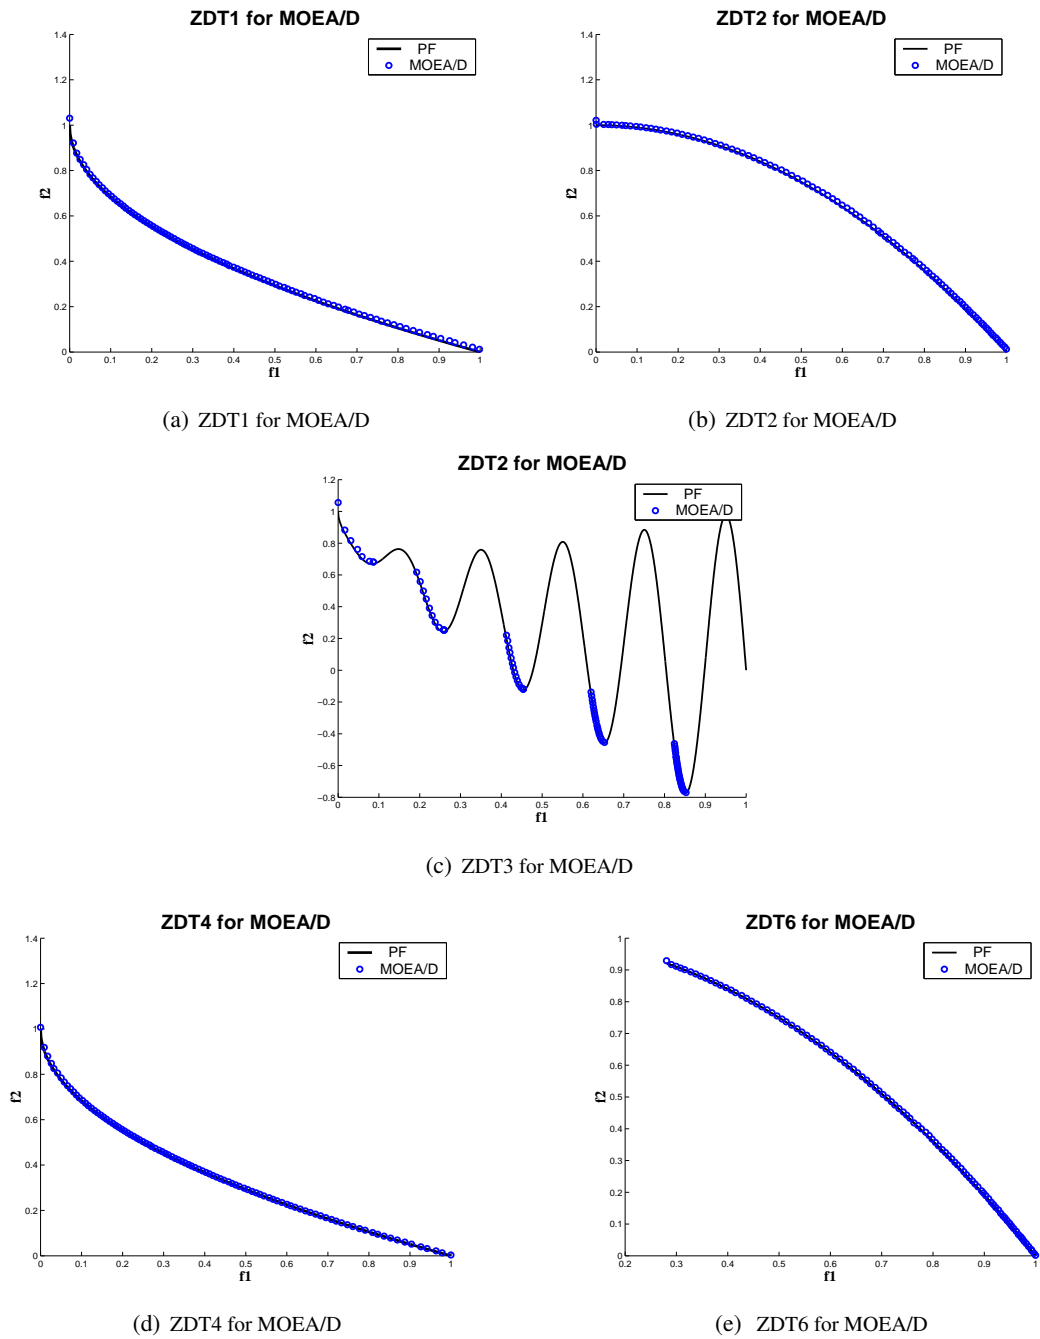 ZDT1 for MOEA/D
1.4
1.2
1
0.8
0.6
0.4
0.2
0
f2
PF
MOEA/D
0 0.1 0.2 0.3 0.4 0.5 0.6 0.7 0.8 0.9 1
f1
(a) ZDT1 for MOEA/D
ZDT2 for MOEA/D
1.4
1.2
1
0.8
0.6
0.4
0.2
0
f2
PF
MOEA/D
0 0.1 0.2 0.3 0.4 0.5 0.6 0.7 0.8 0.9 1
f1
(b) ZDT2 for MOEA/D
ZDT2 for MOEA/D
1.2
1
0.8
0.6
0.4
0.2
0
−0.2
−0.4
−0.6
−0.8
f2
PF
MOEA/D
0 0.1 0.2 0.3 0.4 0.5 0.6 0.7 0.8 0.9 1
f1
(c) ZDT3 for MOEA/D
ZDT4 for MOEA/D
1.4
1.2
1
0.8
0.6
0.4
0.2
0
f2
PF
MOEA/D
0 0.1 0.2 0.3 0.4 0.5 0.6 0.7 0.8 0.9 1
f1
(d) ZDT4 for MOEA/D
ZDT6 for MOEA/D
1
0.9
0.8
0.7
0.6
0.5
0.4
0.3
0.2
0.1
0
f2
PF
MOEA/D
0.2 0.3 0.4 0.5 0.6 0.7 0.8 0.9 1
f1
(e) ZDT6 for MOEA/D